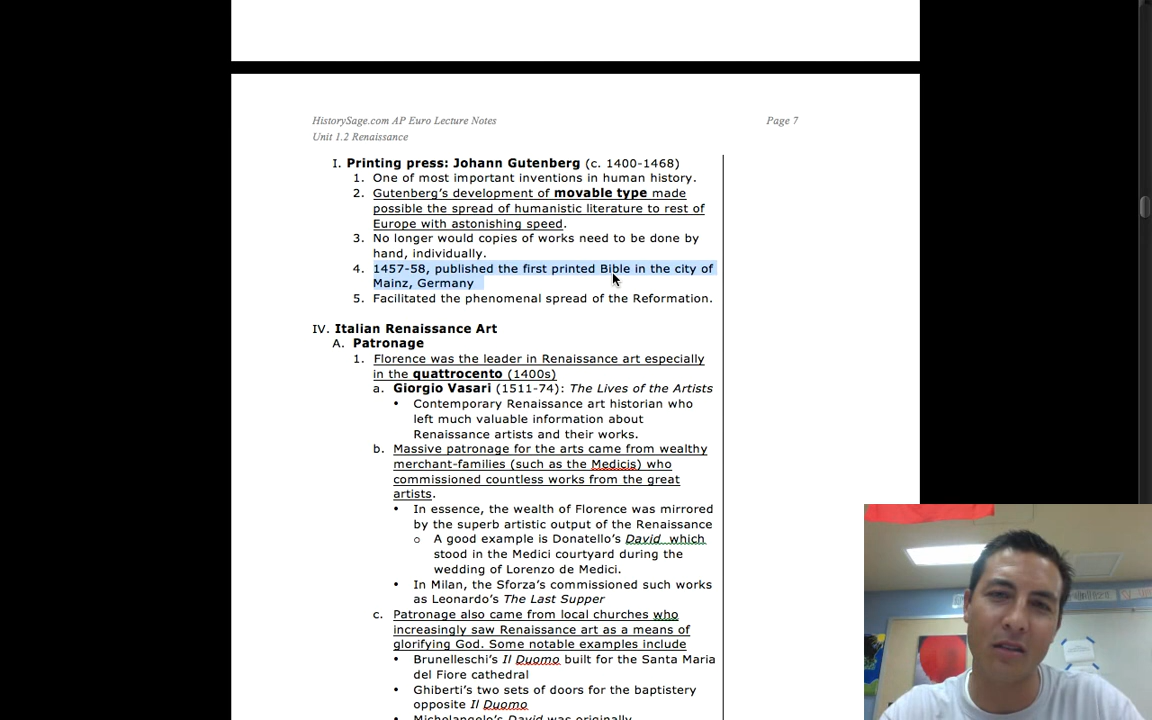 HistorySage.com AP Euro Lecture Notes Page 7
Unit 1.2 Renaissance
I. Printing press: Johann Gutenberg (c. 1400-1468)
1. One of most important inventions in human history.
2. Gutenberg's development of movable type made
possible the spread of humanistic literature to rest of
Europe with astonishing speed.
3. No longer would copies of works need to be done by
hand, individually.
4. 1457-58, published the first printed Bible in the city of
Mainz, Germany
5. Facilitated the phenomenal spread of the Reformation.
IV. Italian Renaissance Art
A. Patronage
1. Florence was the leader in Renaissance art especially
in the quattrocento (1400s)
a. Giorgio Vasari (1511-74): The Lives of the Artists
• Contemporary Renaissance art historian who
left much valuable information about
Renaissance artists and their works.
b. Massive patronage for the arts came from wealthy
merchant-families (such as the Medicis) who
commissioned countless works from the great
artists.
• In essence, the wealth of Florence was mirrored
by the superb artistic output of the Renaissance
o A good example is Donatello's David which
stood in the Medici courtyard during the
wedding of Lorenzo de Medici.
• In Milan, the Sforza's commissioned such works
as Leonardo's The Last Supper
c. Patronage also came from local churches who
increasingly saw Renaissance art as a means of
glorifying God. Some notable examples include
• Brunelleschi's Il Duomo built for the Santa Maria
del Fiore cathedral
• Ghiberti's two sets of doors for the baptistery
opposite Il Duomo
• Michelangelo's David was originally